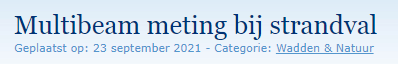 Multibeam meting bij strandval
Geplaatst op: 23 september 2021 - Categorie: Wadden & Natuur